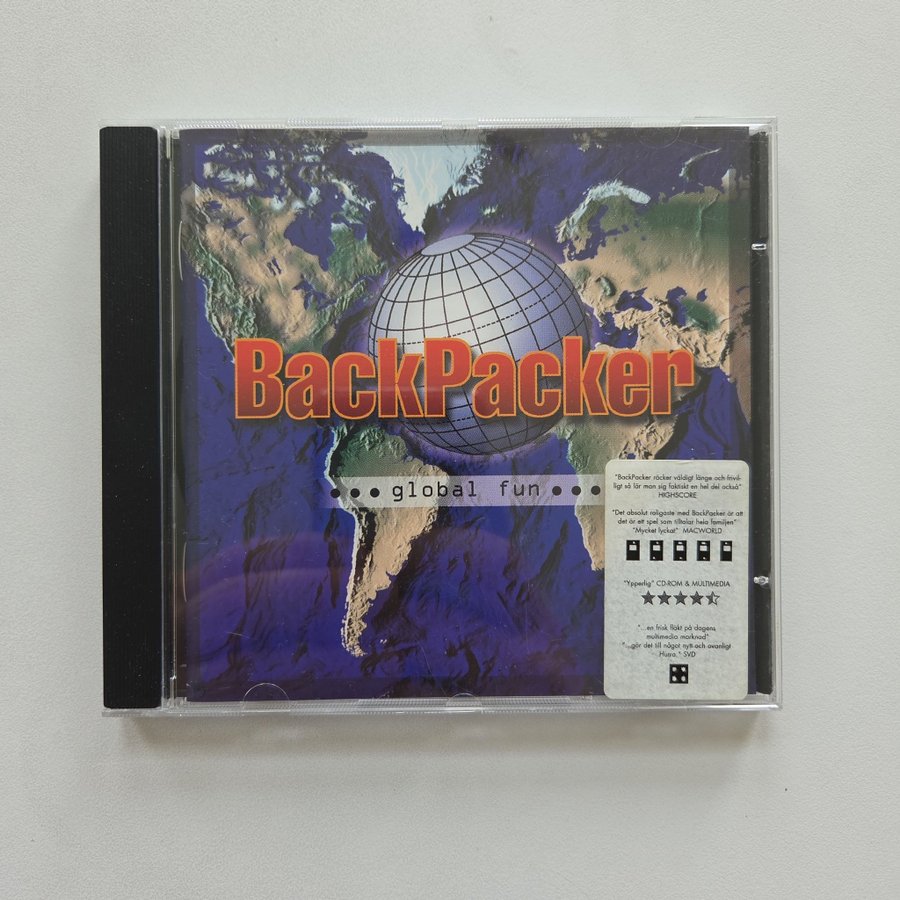 BackPacker
•••global fun•••
"BackPacker räcker väldigt länge och frivil-
ligt så lär man sig faktiskt en hel del också"
HIGHSCORE
"Det absolut roligaste med BackPacker är att
det är ett spel som tilltalar hela familjen"
"Mycket lyckat" MACWORLD
"Ypperlig" CD-ROM & MULTIMEDIA
"...en frisk fläkt på dagens
multimedia marknad"
"...gör det till något nytt och ovanligt
Hurra." SVD